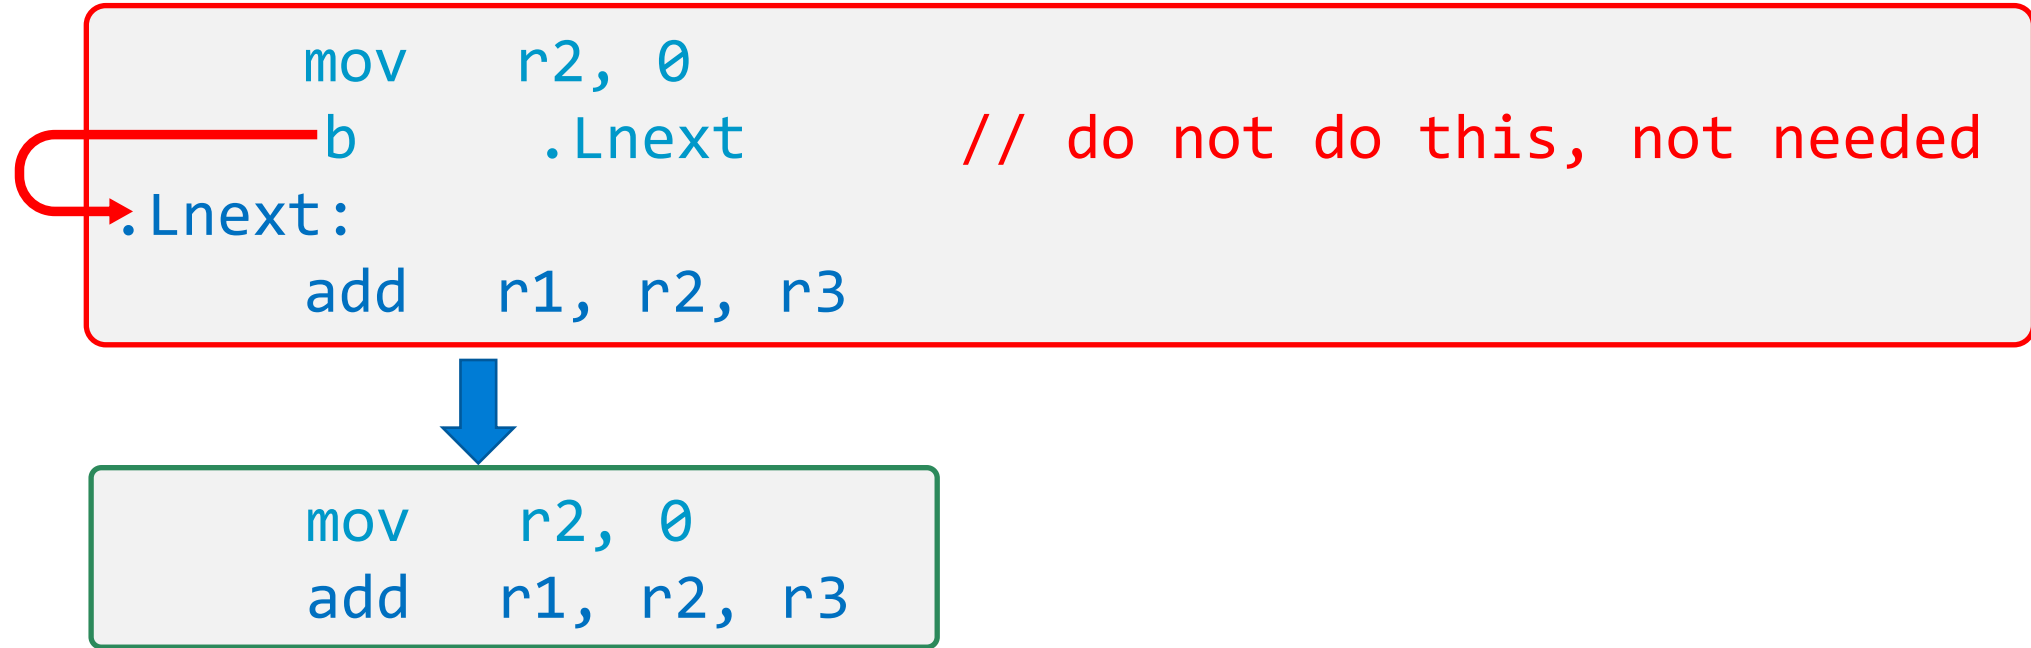 mov r2, 0
b .Lnext // do not do this, not needed
.Lnext:
add r1, r2, r3
mov r2, 0
add r1, r2, r3